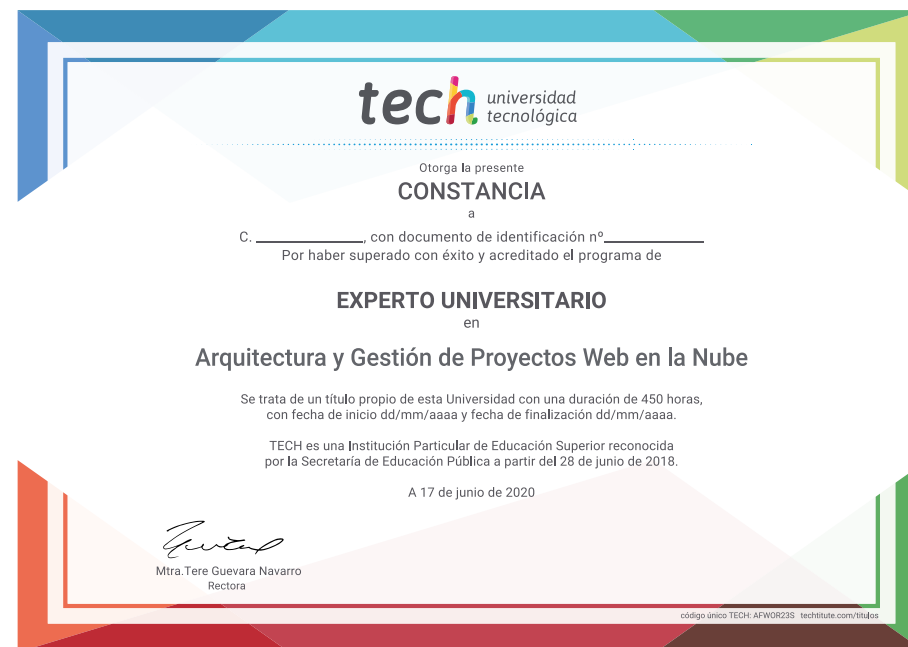 tech universidad
tecnológica
Otorga la presente
CONSTANCIA
a
C. ____________, con documento de identificación nº____________
Por haber superado con éxito y acreditado el programa de
EXPERTO UNIVERSITARIO
en
Arquitectura y Gestión de Proyectos Web en la Nube
Se trata de un título propio de esta Universidad con una duración de 450 horas,
con fecha de inicio dd/mm/aaaa y fecha de finalización dd/mm/aaaa.
TECH es una Institución Particular de Educación Superior reconocida
por la Secretaría de Educación Pública a partir del 28 de junio de 2018.
A 17 de junio de 2020
Mtra.Tere Guevara Navarro
Rectora
código único TECH: AFWOR23S techtitute.com/titulos